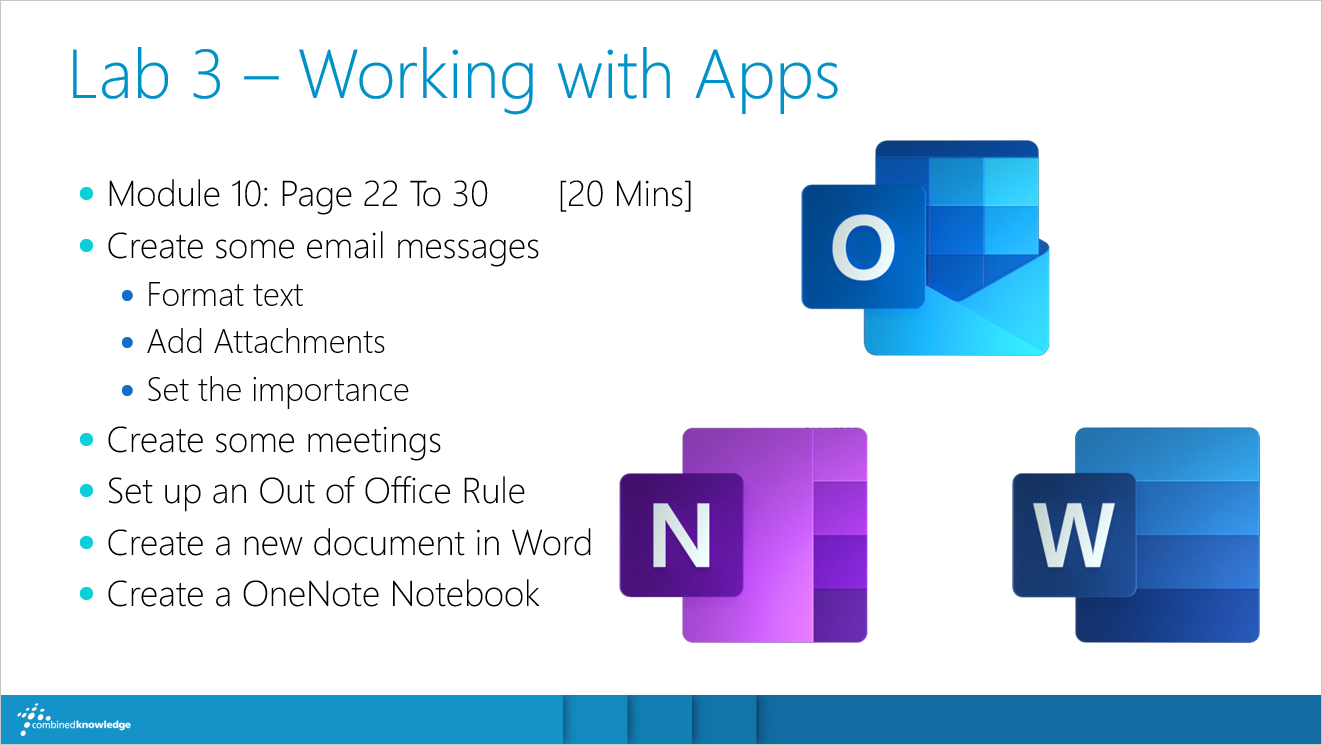 Lab 3 – Working with Apps
Module 10: Page 22 To 30 [20 Mins]
Create some email messages
Format text
Add Attachments
Set the importance
Create some meetings
Set up an Out of Office Rule
Create a new document in Word
Create a OneNote Notebook
O
N
W
combinedknowledge